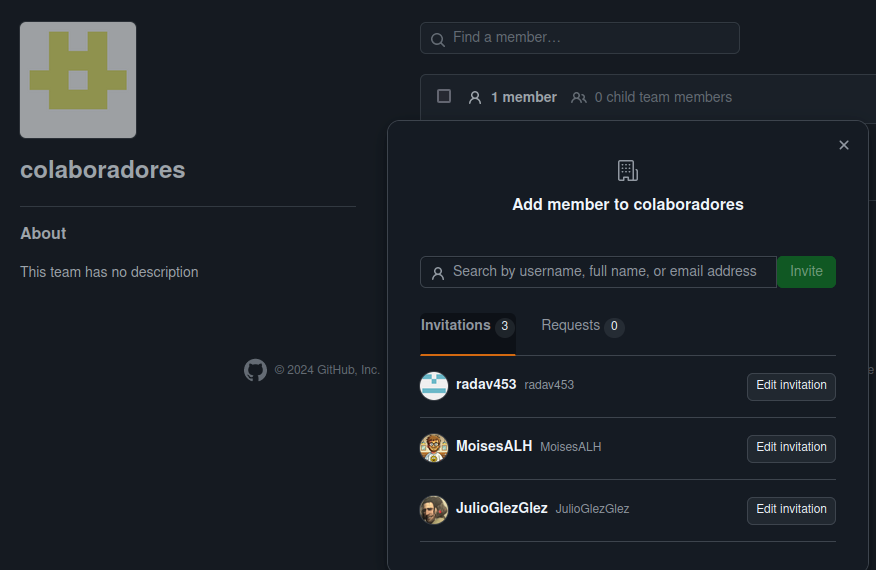 Find a member…
1 member 0 child team members
colaboradores
About
This team has no description
© 2024 GitHub, Inc.
Add member to colaboradores
Search by username, full name, or email address Invite
Invitations 3 Requests 0
radav453 radav453 Edit invitation
MoisesALH MoisesALH Edit invitation
JulioGlezGlez JulioGlezGlez Edit invitation